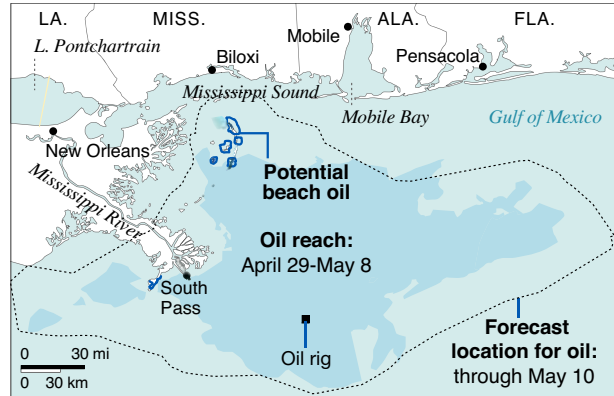 LA.
MISS.
ALA.
FLA.
L. Pontchartrain
Mobile
Biloxi
Pensacola
Mississippi Sound
Mobile Bay
Gulf of Mexico
New Orleans
Potential
beach oil
Mississippi River
Oil reach:
April 29-May 8
South
Pass
Oil rig
Forecast
location for oil:
through May 10
0 30 mi
0 30 km